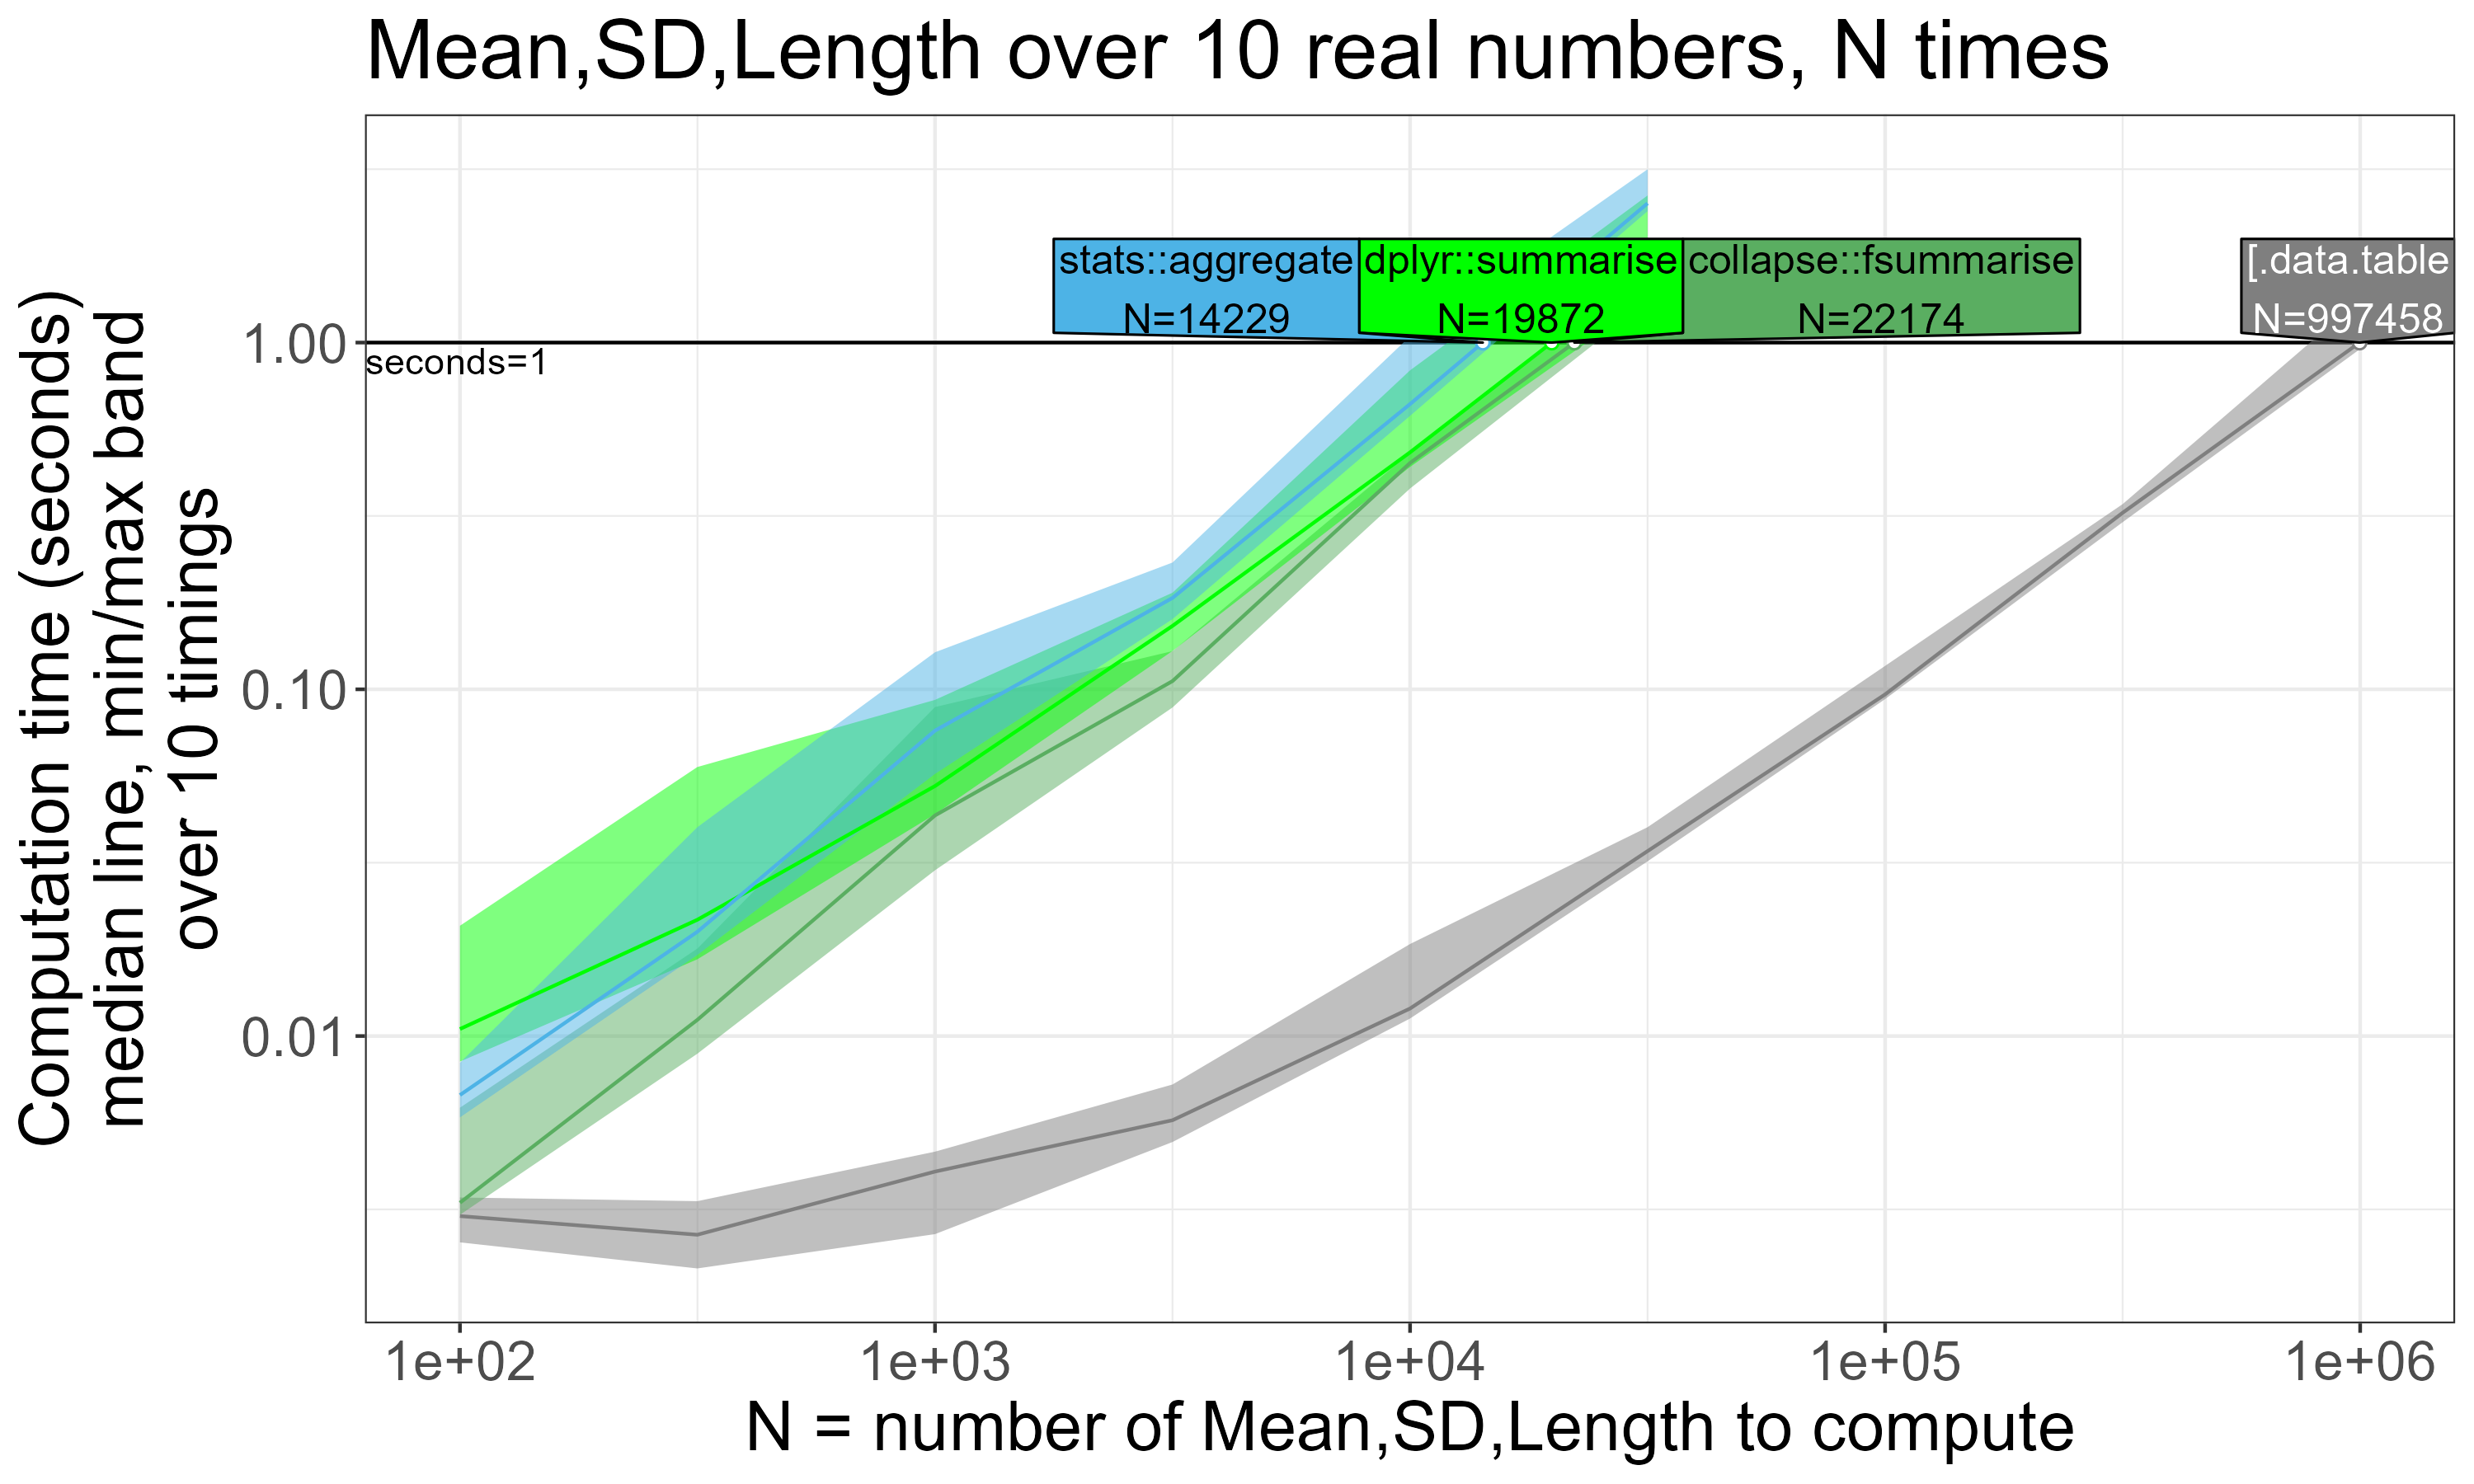 Mean,SD,Length over 10 real numbers, N times
Computation time (seconds)
median line, min/max band
over 10 timings
1.00
0.10
0.01
seconds=1
stats::aggregate
N=14229
dplyr::summarise
N=19872
collapse::fsummarise
N=22174
[.data.table
N=997458
1e+02
1e+03
1e+04
1e+05
1e+06
N = number of Mean,SD,Length to compute